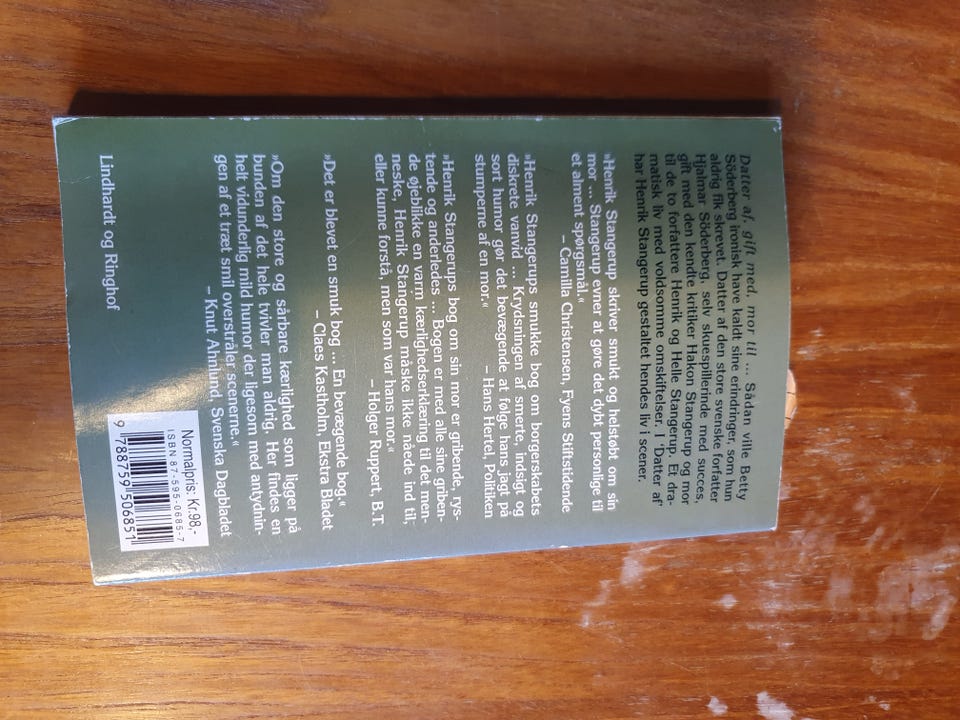 Datter af, gift med, mor til ... Sådan ville Betty
Söderberg ironisk have kaldt sine erindringer, som hun
aldrig fik skrevet. Datter af den store svenske forfatter
Hjalmar Söderberg, selv skuespillerinde med succes,
gift med den kendte kritiker Hakon Stangerup og mor
til de to forfattere Henrik og Helle Stangerup. Et dra-
matisk liv med voldsomme omskiftelser. I 'Datter af'
har Henrik Stangerup gestaltet hendes liv i scener.
»Henrik Stangerup skriver smukt og helstøbt om sin
mor ... Stangerup evner at gøre det dybt personlige til
et alment spørgsmål.«
– Camilla Christensen, Fyens Stiftstidende
»Henrik Stangerups smukke bog om borgerskabets
diskrete vanvid ... Krydsningen af smerte, indsigt og
sort humor gør det bevægende at følge hans jagt på
stumperne af en mor.«
– Hans Hertel, Politiken
»Henrik Stangerups bog om sin mor er gribende, rys-
tende og anderledes ... Bogen er med alle sine griben-
de øjeblikke en varm kærlighedserklæring til det men-
neske, Henrik Stangerup måske ikke nåede ind til,
eller kunne forstå, men som var hans mor.«
– Holger Ruppert, B.T.
»Det er blevet en smuk bog ... En bevægende bog.«
– Claes Kastholm, Ekstra Bladet
»Om den store og sårbare kærlighed som ligger på
bunden af det hele tvivler man aldrig. Her findes en
helt vidunderlig mild humor der ligesom med antydnin-
gen af et træt smil overstråler scenerne.«
– Knut Ahnlund, Svenska Dagbladet
Lindhardt og Ringhof
Normalpris: Kr.98,-
ISBN 87-595-0685-7
9 788759 506851